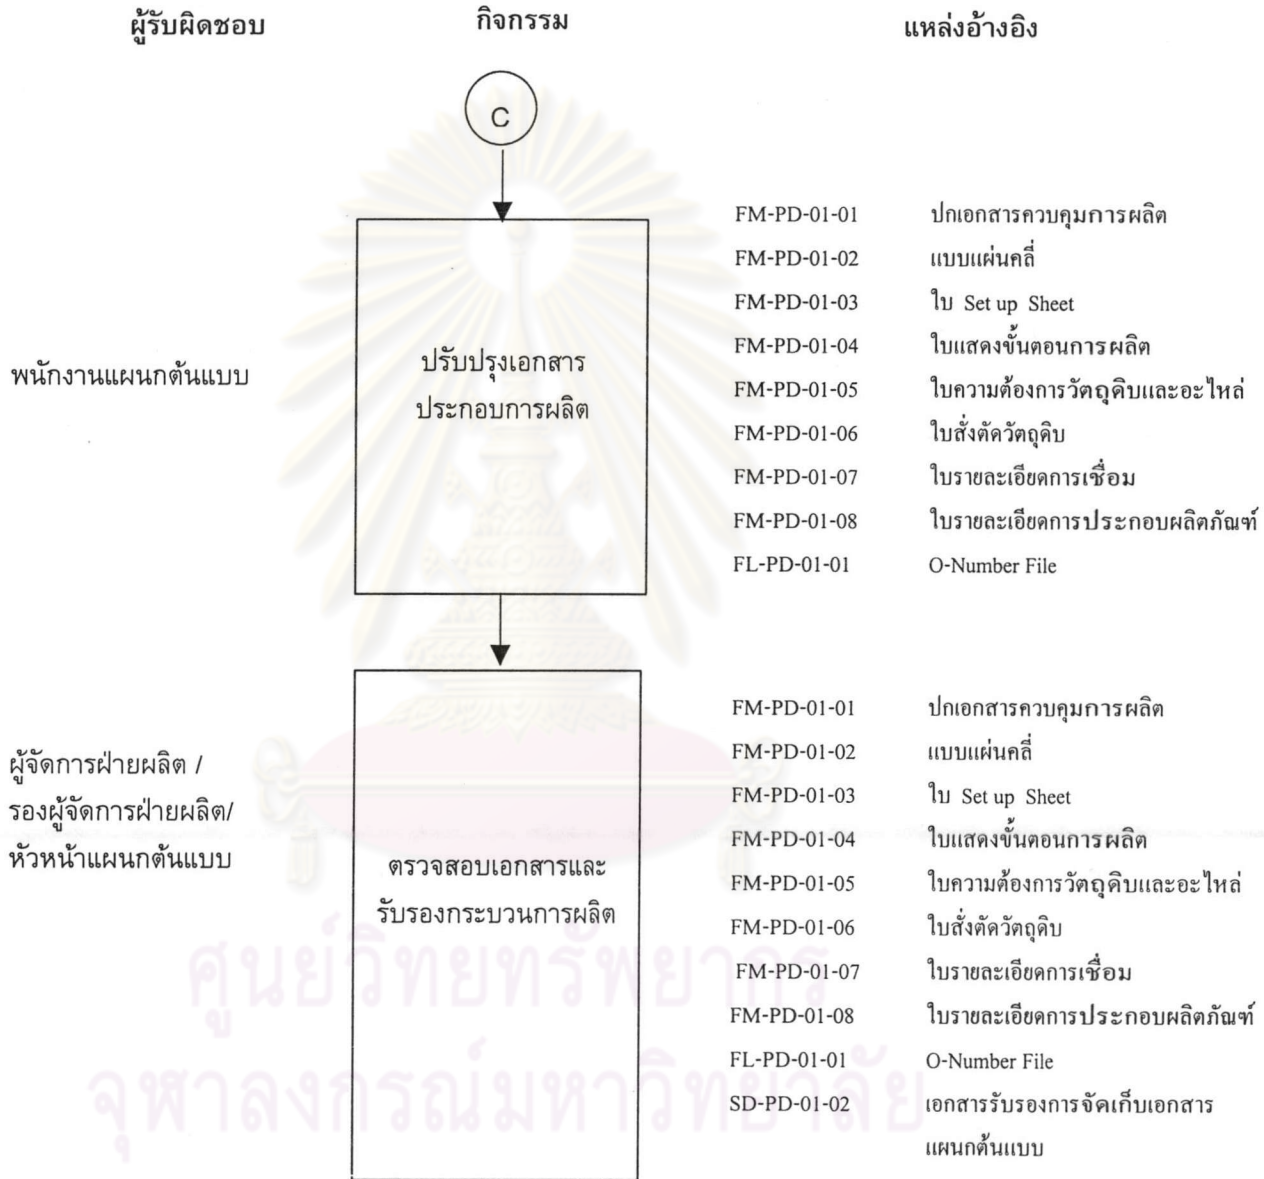 ผู้รับผิดชอบ กิจกรรม แหล่งอ้างอิง
C
FM-PD-01-01 ปกเอกสารควบคุมการผลิต
FM-PD-01-02 แบบแผ่นคลี่
FM-PD-01-03 ใบ Set up Sheet
FM-PD-01-04 ใบแสดงขั้นตอนการผลิต
FM-PD-01-05 ใบความต้องการวัตถุดิบและอะไหล่
FM-PD-01-06 ใบสั่งตัดวัตถุดิบ
FM-PD-01-07 ใบรายละเอียดการเชื่อม
FM-PD-01-08 ใบรายละเอียดการประกอบผลิตภัณฑ์
FL-PD-01-01 O-Number File
พนักงานแผนกต้นแบบ
ปรับปรุงเอกสาร
ประกอบการผลิต
FM-PD-01-01 ปกเอกสารควบคุมการผลิต
FM-PD-01-02 แบบแผ่นคลี่
FM-PD-01-03 ใบ Set up Sheet
FM-PD-01-04 ใบแสดงขั้นตอนการผลิต
FM-PD-01-05 ใบความต้องการวัตถุดิบและอะไหล่
FM-PD-01-06 ใบสั่งตัดวัตถุดิบ
FM-PD-01-07 ใบรายละเอียดการเชื่อม
FM-PD-01-08 ใบรายละเอียดการประกอบผลิตภัณฑ์
FL-PD-01-01 O-Number File
SD-PD-01-02 เอกสารรับรองการจัดเก็บเอกสาร
แผนกต้นแบบ
ผู้จัดการฝ่ายผลิต /
รองผู้จัดการฝ่ายผลิต/
หัวหน้าแผนกต้นแบบ
ตรวจสอบเอกสารและ
รับรองกระบวนการผลิต
ศูนย์วิทยทรัพยากร
จุฬาลงกรณ์มหาวิทยาลัย